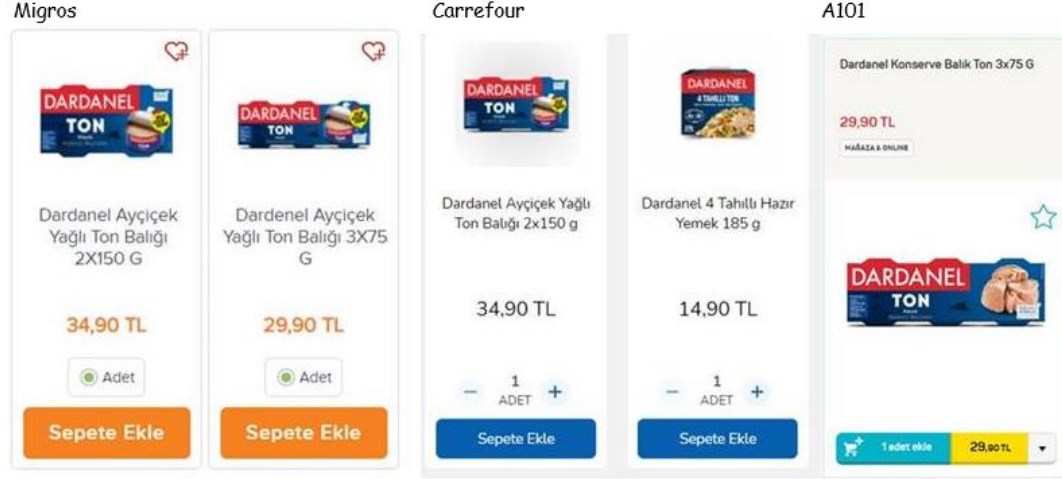 Migros
DARDANEL
TON
Dardanel Ayçiçek
Yağlı Ton Balığı
2X150 G
34,90 TL
Adet
Sepete Ekle
DARDANEL
TON
Dardenel Ayçiçek
Yağlı Ton Balığı 3X75
G
29,90 TL
Adet
Sepete Ekle
Carrefour
DARDANEL
TON
Dardanel Ayçiçek Yağlı
Ton Balığı 2x150 g
34,90 TL
1
ADET
Sepete Ekle
DARDANEL
4 TAHILLI TON
Dardanel 4 Tahıllı Hazır
Yemek 185 g
14,90 TL
1
ADET
Sepete Ekle
A101
Dardanel Konserve Balık Ton 3x75 G
29,90 TL
MAĞAZA & ONLINE
DARDANEL
TON
1 adet ekle
29,90 TL